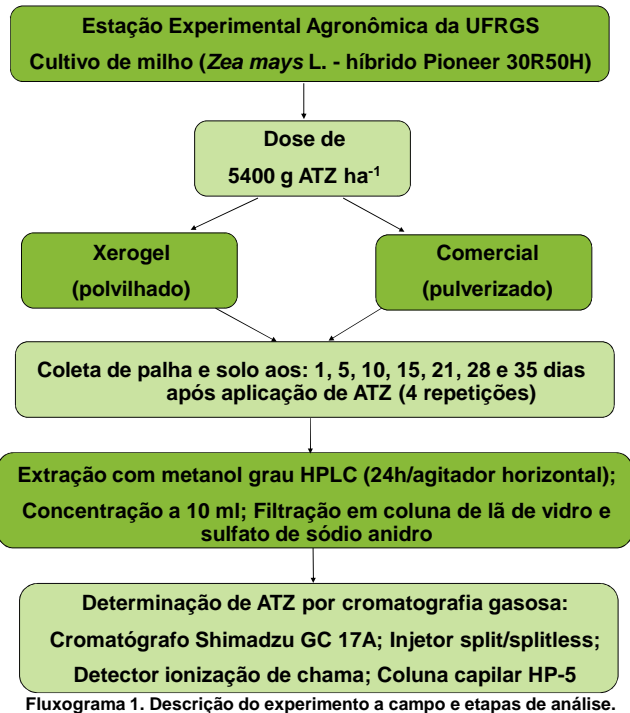 Estação Experimental Agronômica da UFRGS
Cultivo de milho (Zea mays L. - híbrido Pioneer 30R50H)
Dose de
5400 g ATZ ha⁻¹
Xerogel
(polvilhado)
Comercial
(pulverizado)
Coleta de palha e solo aos: 1, 5, 10, 15, 21, 28 e 35 dias
após aplicação de ATZ (4 repetições)
Extração com metanol grau HPLC (24h/agitador horizontal);
Concentração a 10 ml; Filtração em coluna de lã de vidro e
sulfato de sódio anidro
Determinação de ATZ por cromatografia gasosa:
Cromatógrafo Shimadzu GC 17A; Injetor split/splitless;
Detector ionização de chama; Coluna capilar HP-5
Fluxograma 1. Descrição do experimento a campo e etapas de análise.